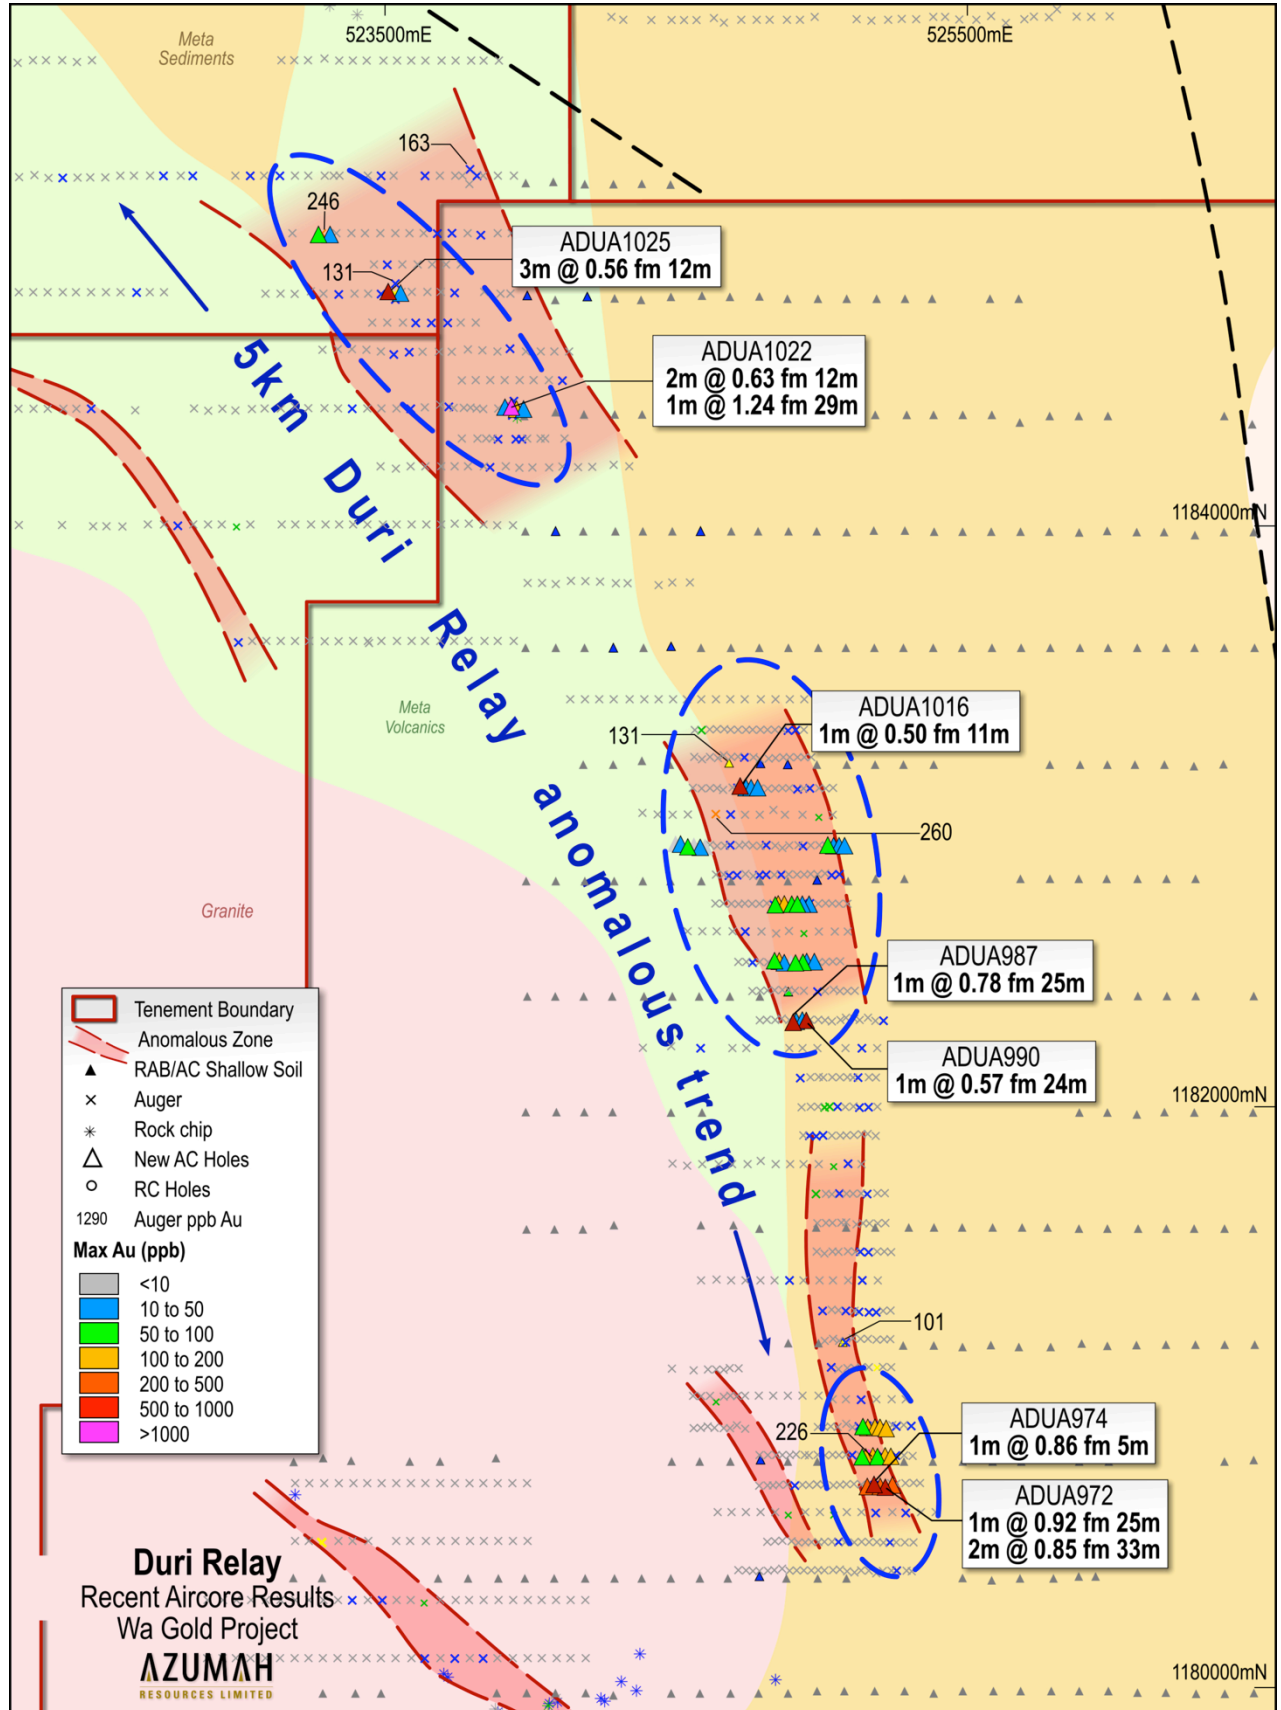 523500mE
525500mE
Meta
Sediments
163
246
131
ADUA1025
3m @ 0.56 fm 12m
ADUA1022
2m @ 0.63 fm 12m
1m @ 1.24 fm 29m
1184000mN
5km Duri Relay anomalous trend
Meta
Volcanics
131
ADUA1016
1m @ 0.50 fm 11m
260
Granite
ADUA987
1m @ 0.78 fm 25m
ADUA990
1m @ 0.57 fm 24m
1182000mN
Tenement Boundary
Anomalous Zone
RAB/AC Shallow Soil
Auger
Rock chip
New AC Holes
RC Holes
1290 Auger ppb Au
Max Au (ppb)
<10
10 to 50
50 to 100
100 to 200
200 to 500
500 to 1000
>1000
101
226
ADUA974
1m @ 0.86 fm 5m
ADUA972
1m @ 0.92 fm 25m
2m @ 0.85 fm 33m
Duri Relay
Recent Aircore Results
Wa Gold Project
AZUMAH
RESOURCES LIMITED
1180000mN